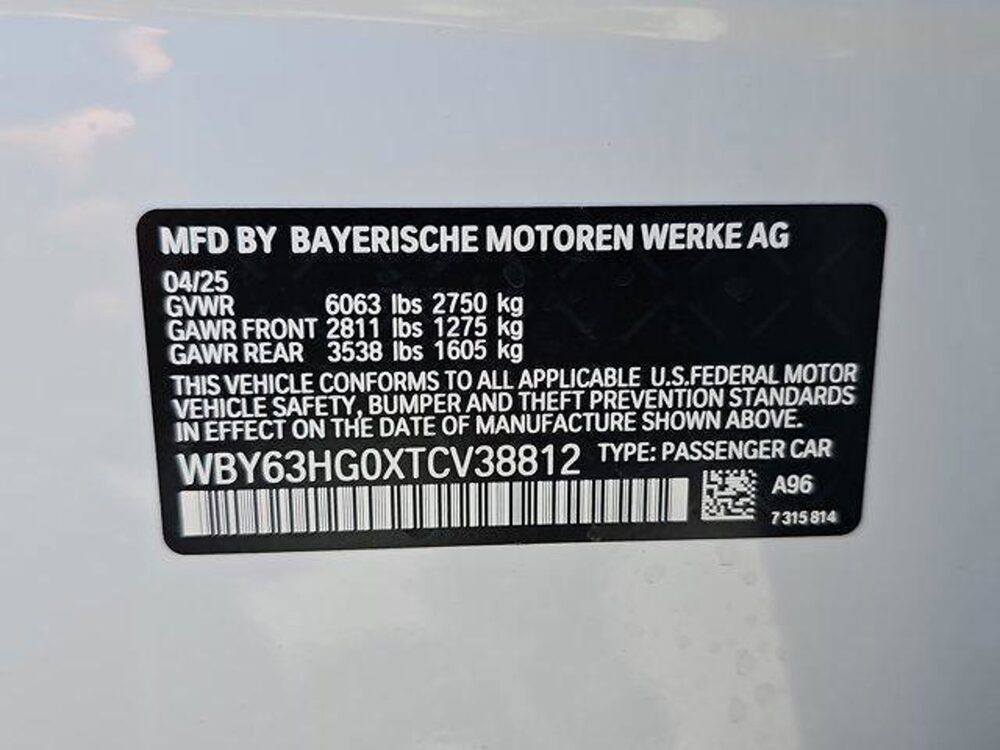 MFD BY BAYERISCHE MOTOREN WERKE AG
04/25
GVWR 6063 lbs 2750 kg
GAWR FRONT 2811 lbs 1275 kg
GAWR REAR 3538 lbs 1605 kg
THIS VEHICLE CONFORMS TO ALL APPLICABLE U.S.FEDERAL MOTOR
VEHICLE SAFETY, BUMPER AND THEFT PREVENTION STANDARDS
IN EFFECT ON THE DATE OF MANUFACTURE SHOWN ABOVE.
WBY63HG0XTCV38812 TYPE: PASSENGER CAR
A96
7 315 814